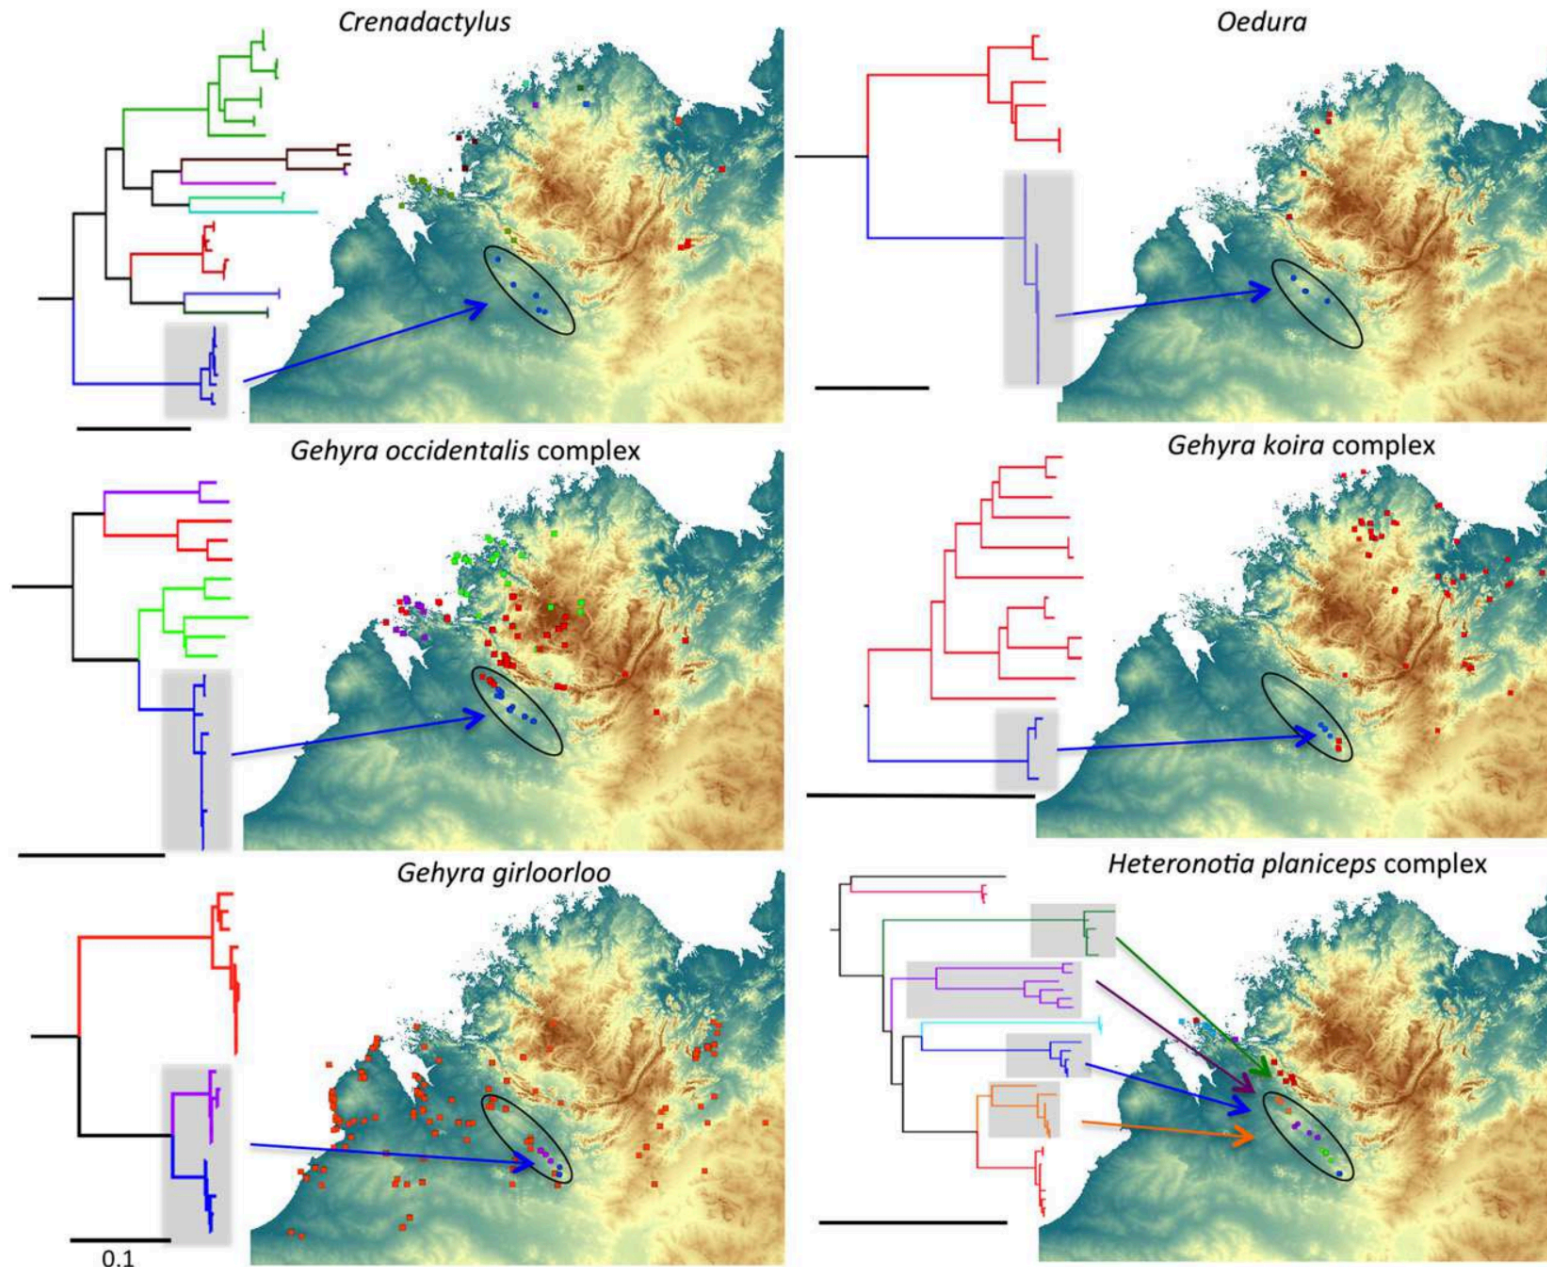 Crenadactylus
Oedura
Gehyra occidentalis complex
Gehyra koira complex
Gehyra girloorloo
Heteronotia planiceps complex
0.1